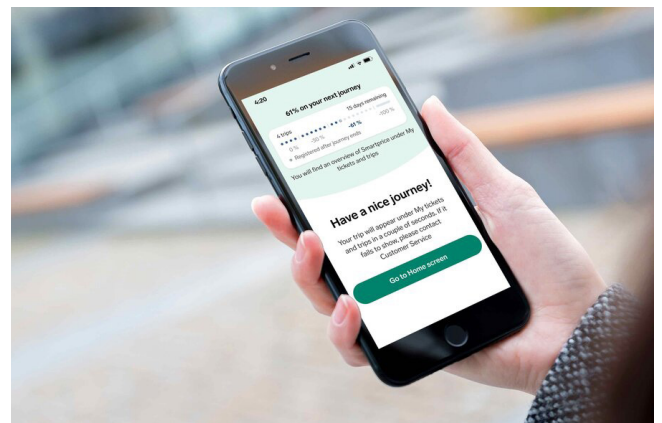 4:20
61% on your next journey
4 trips 15 days remaining
0 % -30 % -61 % -100 %
Registered after journey ends
You will find an overview of Smartprice under My
tickets and trips
Have a nice journey!
Your trip will appear under My tickets
and trips in a couple of seconds. If it
fails to show, please contact
Customer Service
Go to Home screen